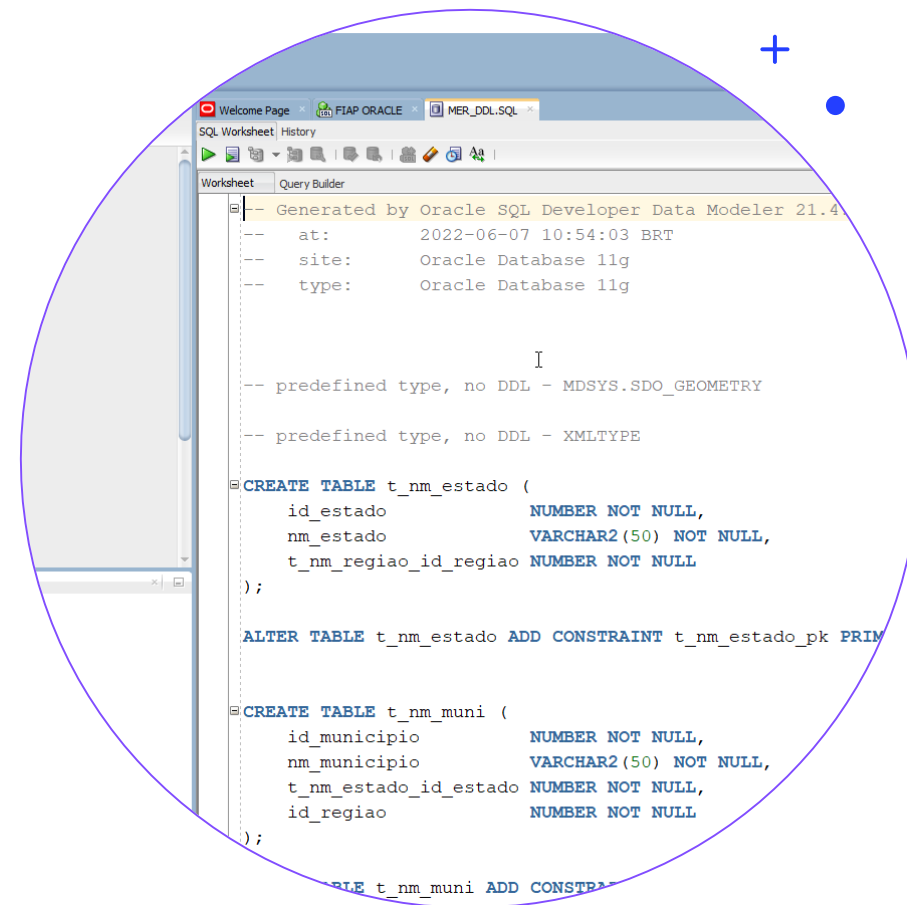 Welcome Page FIAP ORACLE MER_DDL.SQL
SQL Worksheet History
Worksheet Query Builder
-- Generated by Oracle SQL Developer Data Modeler 21.4.
-- at: 2022-06-07 10:54:03 BRT
-- site: Oracle Database 11g
-- type: Oracle Database 11g
-- predefined type, no DDL - MDSYS.SDO_GEOMETRY
-- predefined type, no DDL - XMLTYPE
CREATE TABLE t_nm_estado (
id_estado NUMBER NOT NULL,
nm_estado VARCHAR2(50) NOT NULL,
t_nm_regiao_id_regiao NUMBER NOT NULL
);
ALTER TABLE t_nm_estado ADD CONSTRAINT t_nm_estado_pk PRIM
CREATE TABLE t_nm_muni (
id_municipio NUMBER NOT NULL,
nm_municipio VARCHAR2(50) NOT NULL,
t_nm_estado_id_estado NUMBER NOT NULL,
id_regiao NUMBER NOT NULL
);
t_nm_muni ADD